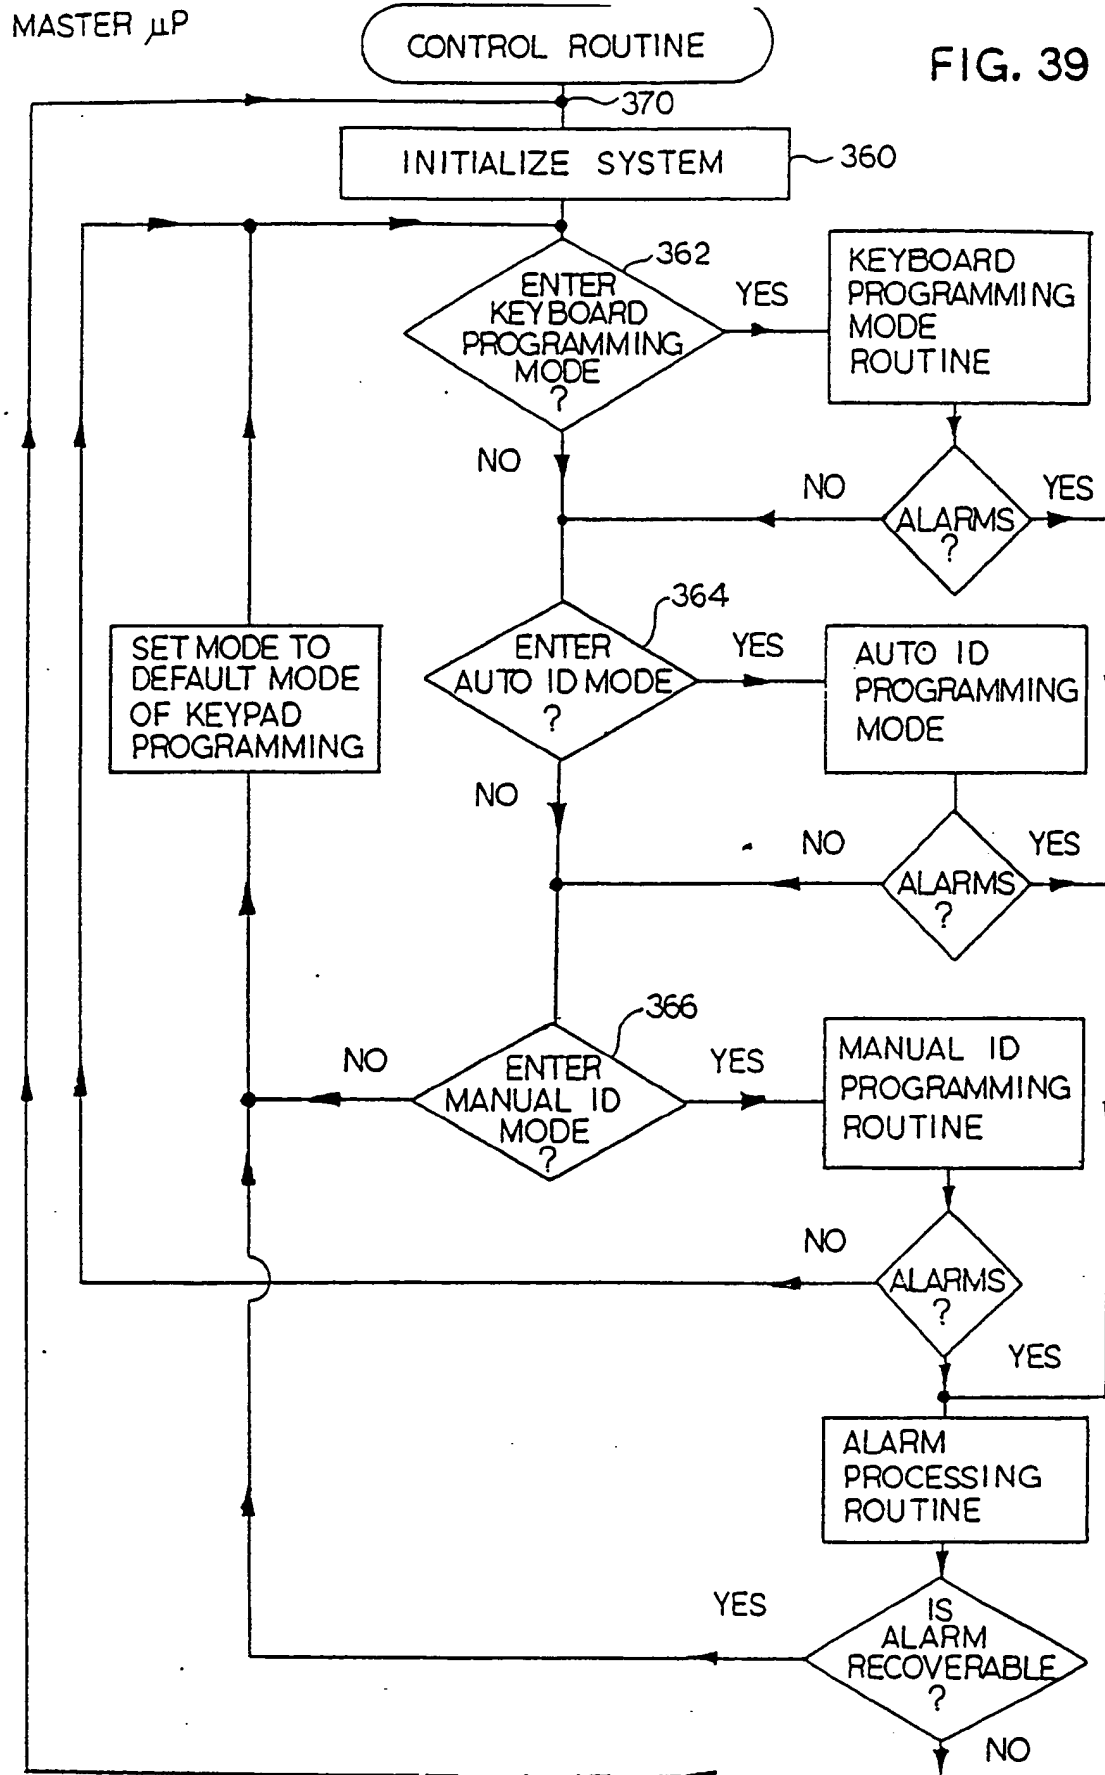 MASTER µP
CONTROL ROUTINE
FIG. 39
370
INITIALIZE SYSTEM
360
362
ENTER
KEYBOARD
PROGRAMMING
MODE
?
YES
KEYBOARD
PROGRAMMING
MODE
ROUTINE
NO
NO
ALARMS
?
YES
364
ENTER
AUTO ID MODE
?
YES
AUTO ID
PROGRAMMING
MODE
SET MODE TO
DEFAULT MODE
OF KEYPAD
PROGRAMMING
NO
NO
ALARMS
?
YES
366
NO
ENTER
MANUAL ID
MODE
?
YES
MANUAL ID
PROGRAMMING
ROUTINE
NO
ALARMS
?
YES
ALARM
PROCESSING
ROUTINE
YES
IS
ALARM
RECOVERABLE
?
NO